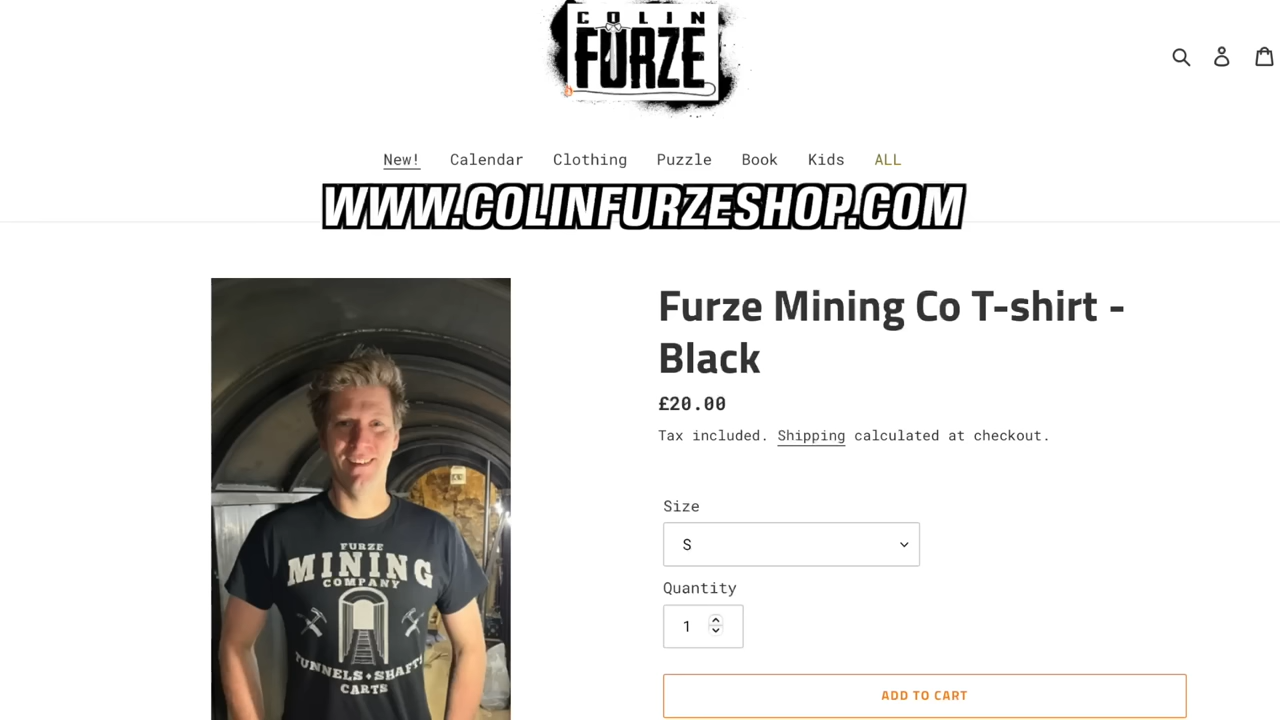 COLIN
FURZE
New! Calendar Clothing Puzzle Book Kids ALL
WWW.COLINFURZESHOP.COM
Furze Mining Co T-shirt -
Black
£20.00
Tax included. Shipping calculated at checkout.
Size
S
Quantity
1
ADD TO CART
FURZE
MINING
COMPANY
TUNNELS + SHAFTS
CARTS